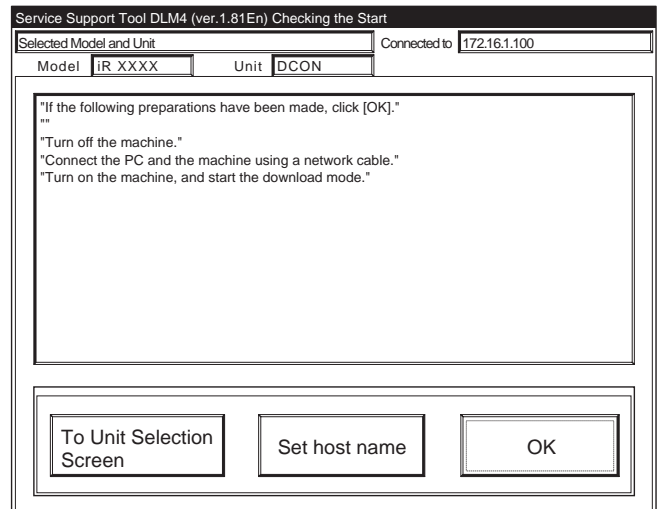 Service Support Tool DLM4 (ver.1.81En) Checking the Start
Selected Model and Unit Connected to 172.16.1.100
Model iR XXXX Unit DCON
"If the following preparations have been made, click [OK]."
""
"Turn off the machine."
"Connect the PC and the machine using a network cable."
"Turn on the machine, and start the download mode."
To Unit Selection
Screen
Set host name
OK